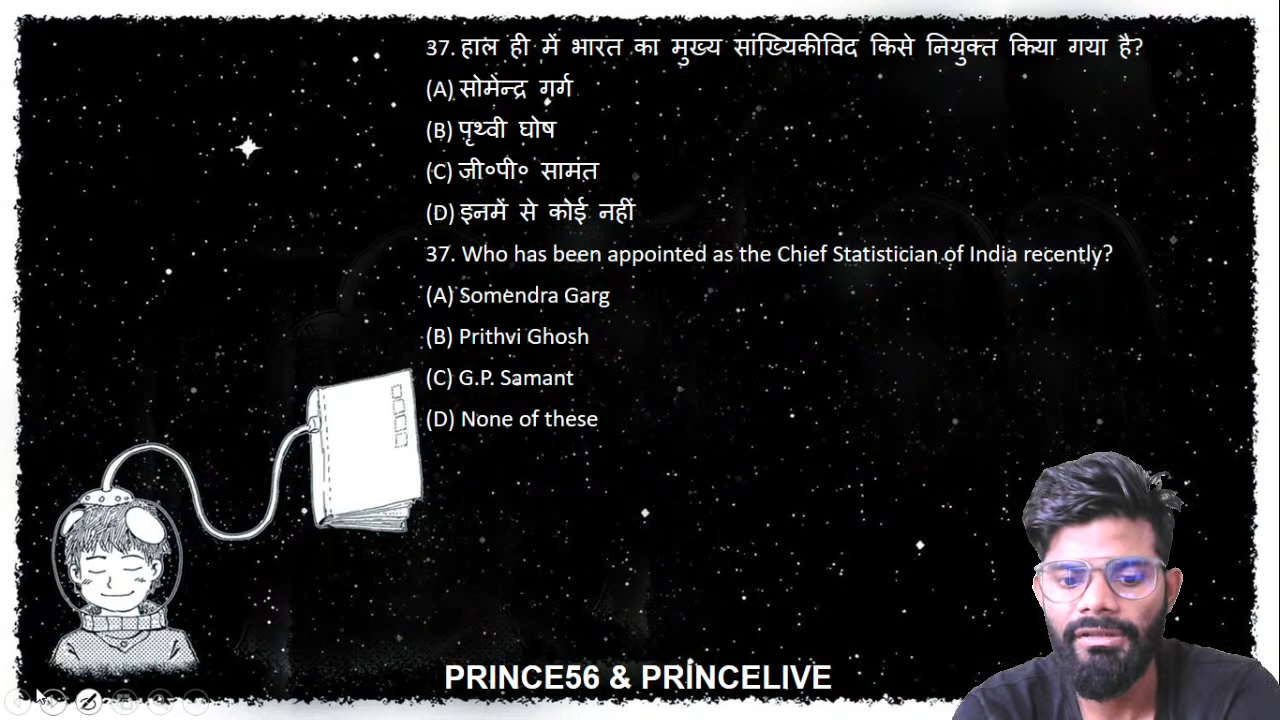 37. हाल ही में भारत का मुख्य सांख्यिकीविद किसे नियुक्त किया गया है?
(A) सोमेन्द्र गर्ग
(B) पृथ्वी घोष
(C) जी॰पी॰ सामंत
(D) इनमें से कोई नहीं
37. Who has been appointed as the Chief Statistician of India recently?
(A) Somendra Garg
(B) Prithvi Ghosh
(C) G.P. Samant
(D) None of these
PRINCE56 & PRINCELIVE